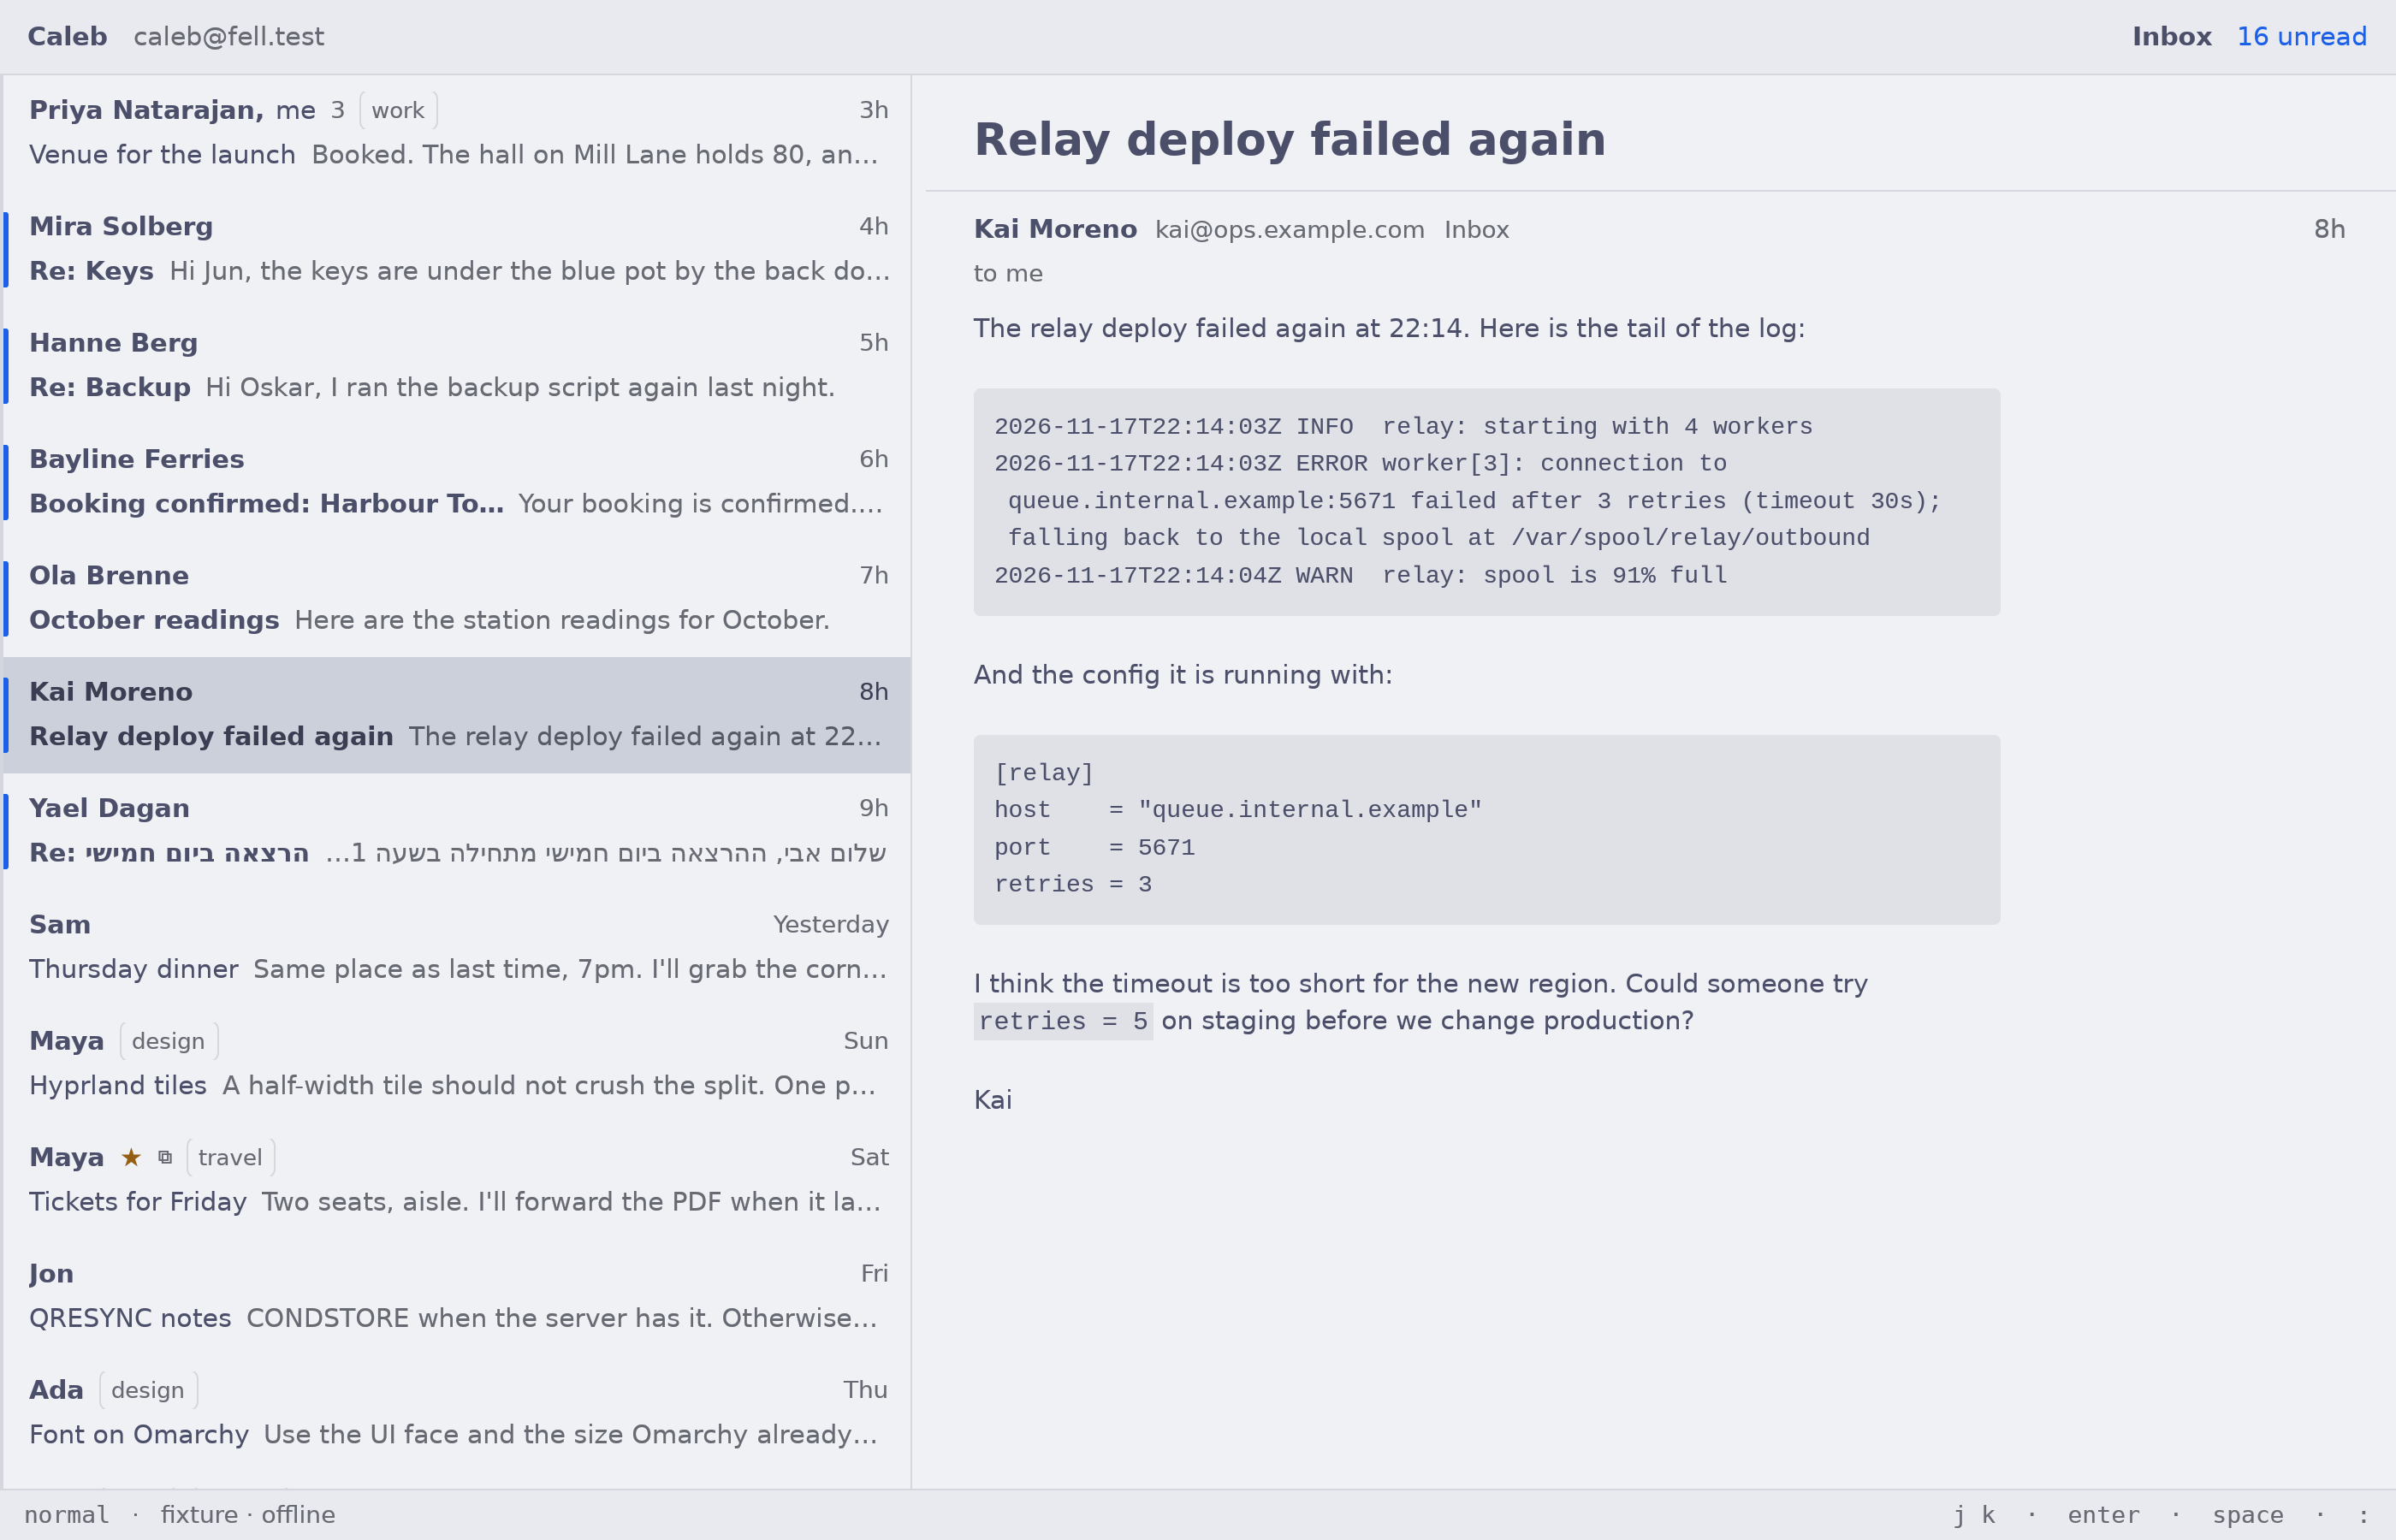 Caleb caleb@fell.test
Inbox 16 unread
Priya Natarajan, me 3 work 3h
Venue for the launch Booked. The hall on Mill Lane holds 80, an…
Mira Solberg 4h
Re: Keys Hi Jun, the keys are under the blue pot by the back do…
Hanne Berg 5h
Re: Backup Hi Oskar, I ran the backup script again last night.
Bayline Ferries 6h
Booking confirmed: Harbour To… Your booking is confirmed.…
Ola Brenne 7h
October readings Here are the station readings for October.
Kai Moreno 8h
Relay deploy failed again The relay deploy failed again at 22…
Yael Dagan 9h
Re: הרצאה ביום חמישי שלום אבי, ההרצאה ביום חמישי מתחילה בשעה 1…
Sam Yesterday
Thursday dinner Same place as last time, 7pm. I'll grab the corn…
Maya design Sun
Hyprland tiles A half-width tile should not crush the split. One p…
Maya ★ ⧉ travel Sat
Tickets for Friday Two seats, aisle. I'll forward the PDF when it la…
Jon Fri
QRESYNC notes CONDSTORE when the server has it. Otherwise…
Ada design Thu
Font on Omarchy Use the UI face and the size Omarchy already…
Relay deploy failed again
Kai Moreno kai@ops.example.com Inbox 8h
to me
The relay deploy failed again at 22:14. Here is the tail of the log:
2026-11-17T22:14:03Z INFO  relay: starting with 4 workers
2026-11-17T22:14:03Z ERROR worker[3]: connection to
queue.internal.example:5671 failed after 3 retries (timeout 30s);
falling back to the local spool at /var/spool/relay/outbound
2026-11-17T22:14:04Z WARN  relay: spool is 91% full
And the config it is running with:
[relay]
host    = "queue.internal.example"
port    = 5671
retries = 3
I think the timeout is too short for the new region. Could someone try
retries = 5 on staging before we change production?
Kai
normal · fixture · offline
j k · enter · space · :